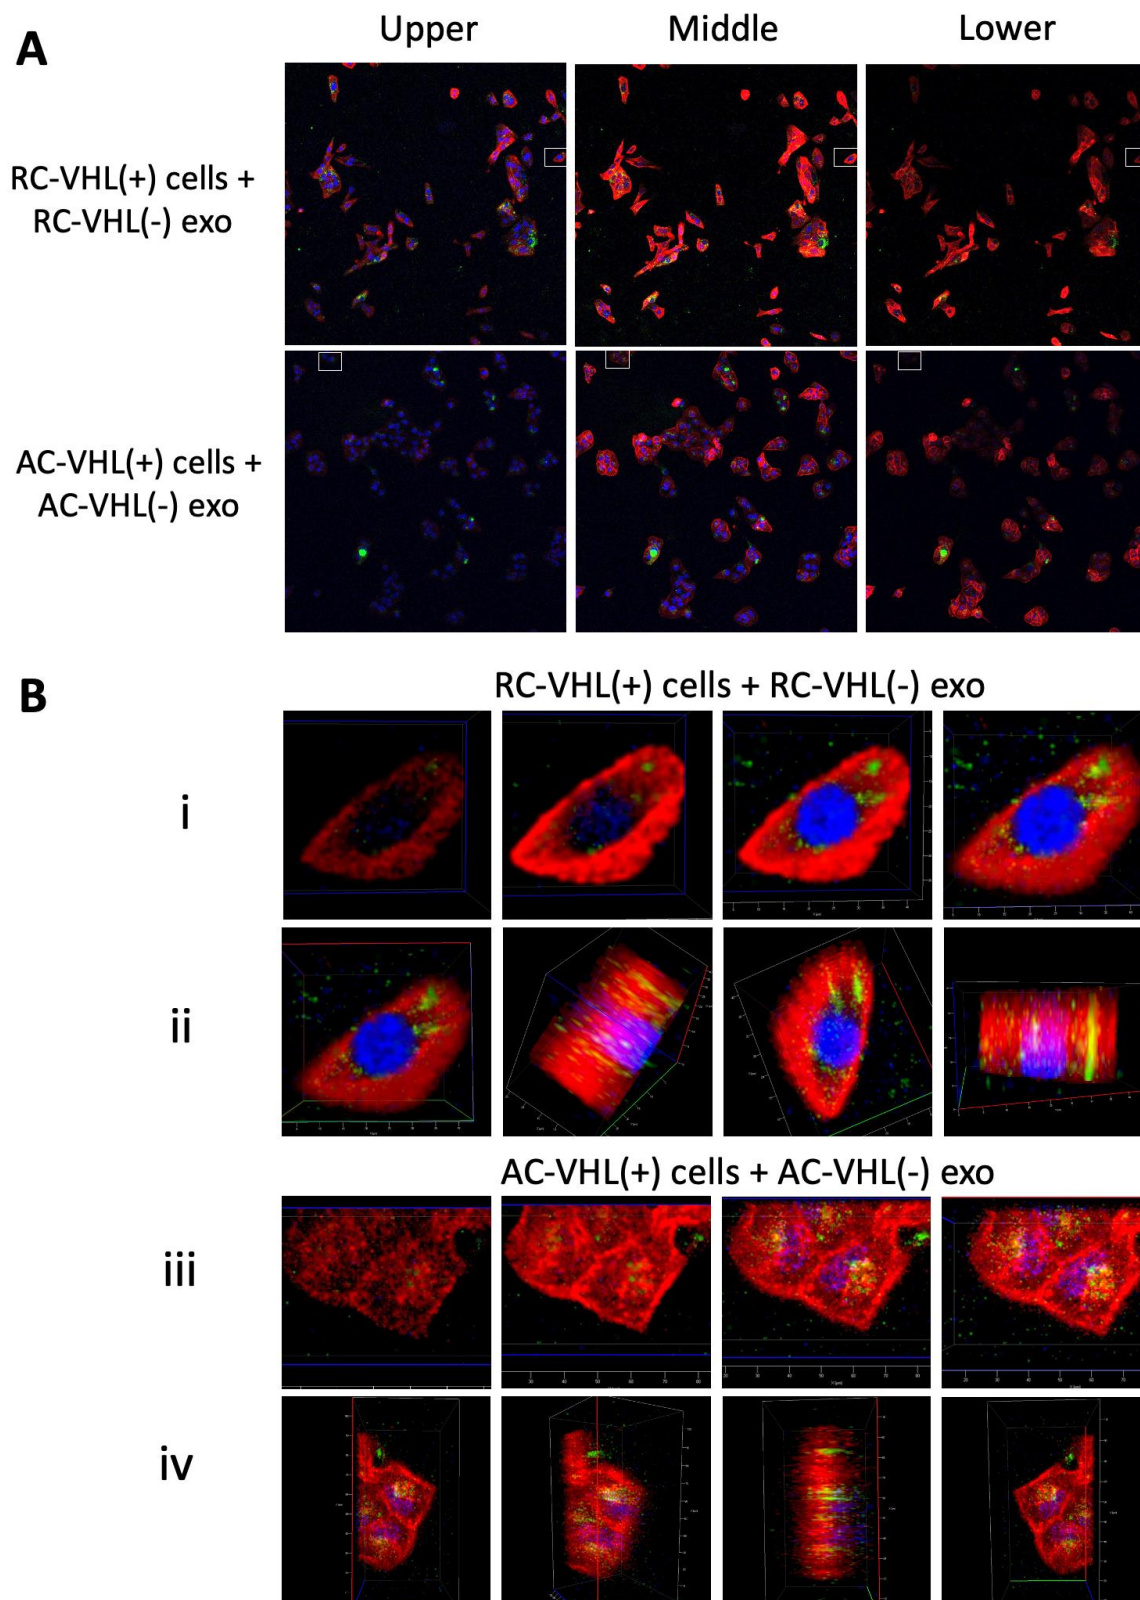 A
Upper Middle Lower
RC-VHL(+) cells +
RC-VHL(-) exo
AC-VHL(+) cells +
AC-VHL(-) exo
B
RC-VHL(+) cells + RC-VHL(-) exo
i
ii
AC-VHL(+) cells + AC-VHL(-) exo
iii
iv